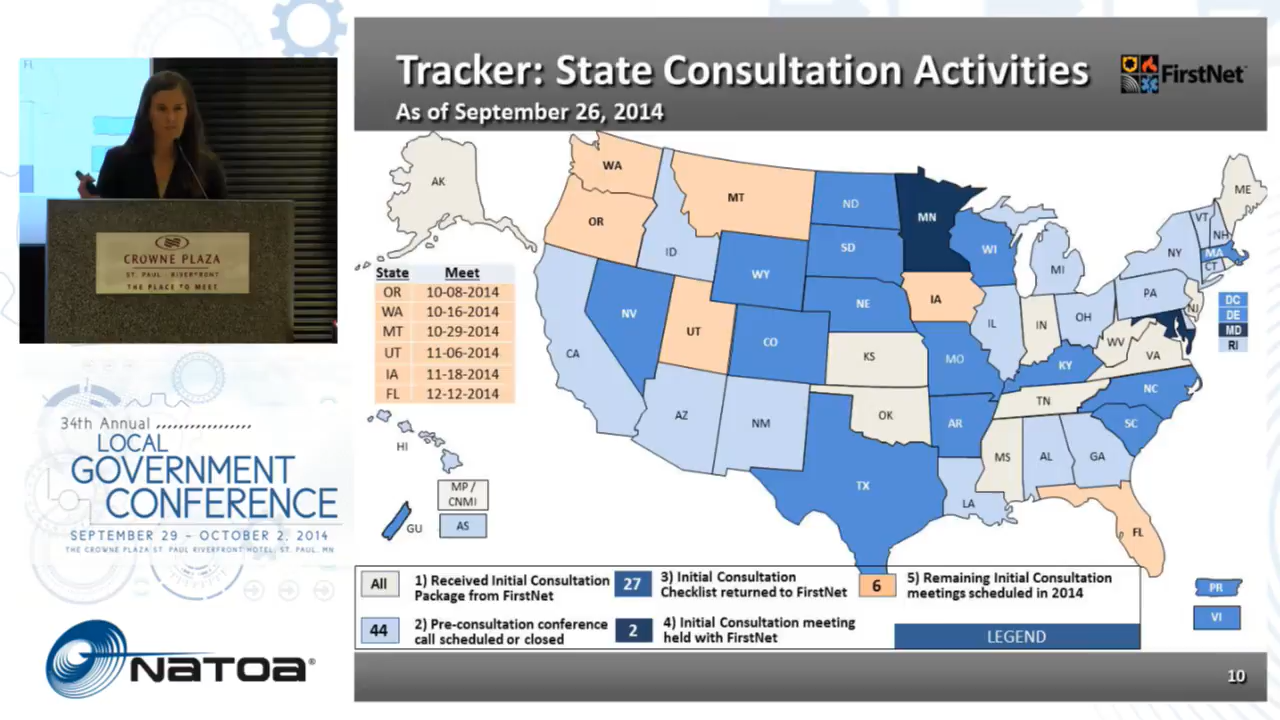 FL
CROWNE PLAZA
ST. PAUL - RIVERFRONT
THE PLACE TO MEET
34th Annual
LOCAL
GOVERNMENT
CONFERENCE
SEPTEMBER 29 - OCTOBER 2, 2014
THE CROWNE PLAZA ST. PAUL RIVERFRONT HOTEL, ST. PAUL, MN
NATOA®
Tracker: State Consultation Activities
As of September 26, 2014
FirstNet
AK
WA
MT
ND
MN
ME
OR
ID
SD
WI
VT
NH
NY
MA
CT
MI
WY
State Meet
OR 10-08-2014
WA 10-16-2014
MT 10-29-2014
UT 11-06-2014
IA 11-18-2014
FL 12-12-2014
NE
IA
PA
NJ
DC
DE
MD
RI
NV
UT
CO
IL
IN
OH
WV
VA
CA
KS
MO
KY
NC
TN
AZ
NM
OK
AR
SC
MS
AL
GA
TX
LA
FL
HI
MP /
CNMI
GU
AS
PR
VI
All 1) Received Initial Consultation
Package from FirstNet
44 2) Pre-consultation conference
call scheduled or closed
27 3) Initial Consultation
Checklist returned to FirstNet
2 4) Initial Consultation meeting
held with FirstNet
6 5) Remaining Initial Consultation
meetings scheduled in 2014
LEGEND
10